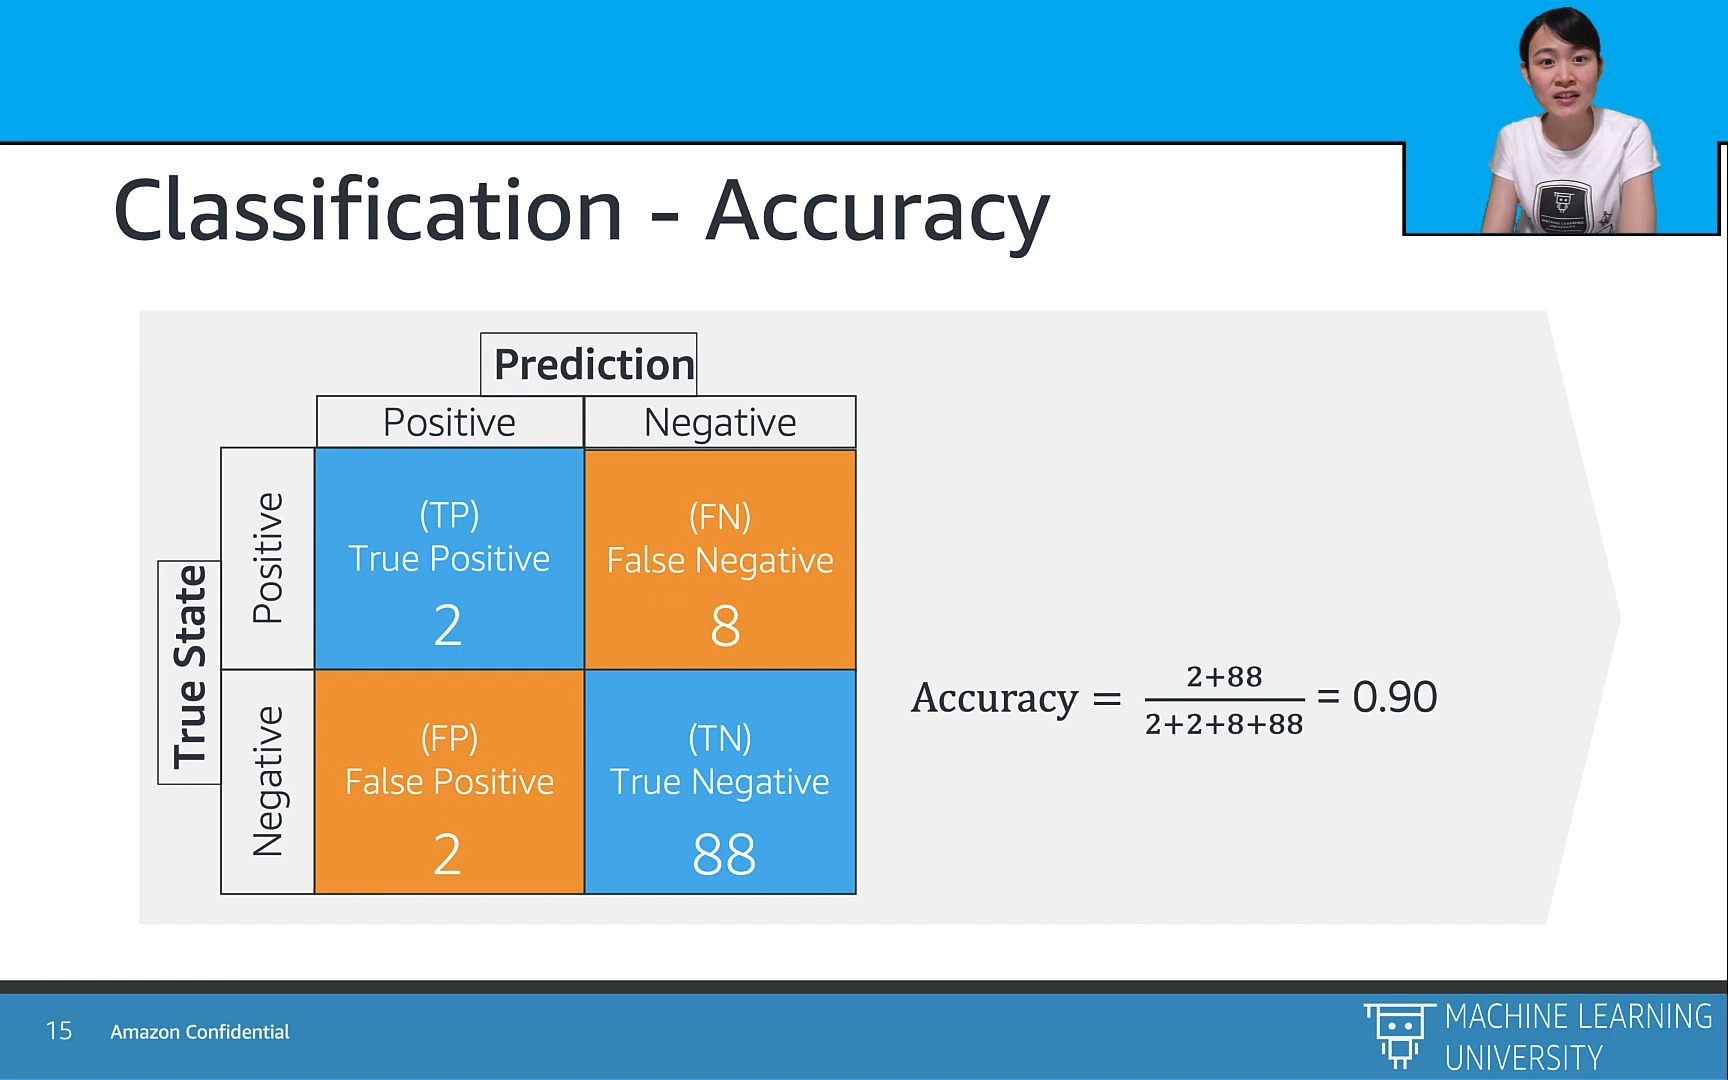 Classification - Accuracy
Prediction
Positive
Negative
True State
Positive
(TP)
True Positive
2
(FN)
False Negative
8
Negative
(FP)
False Positive
2
(TN)
True Negative
88
Accuracy = 2+88 / 2+2+8+88 = 0.90
15
Amazon Confidential
MACHINE LEARNING
UNIVERSITY